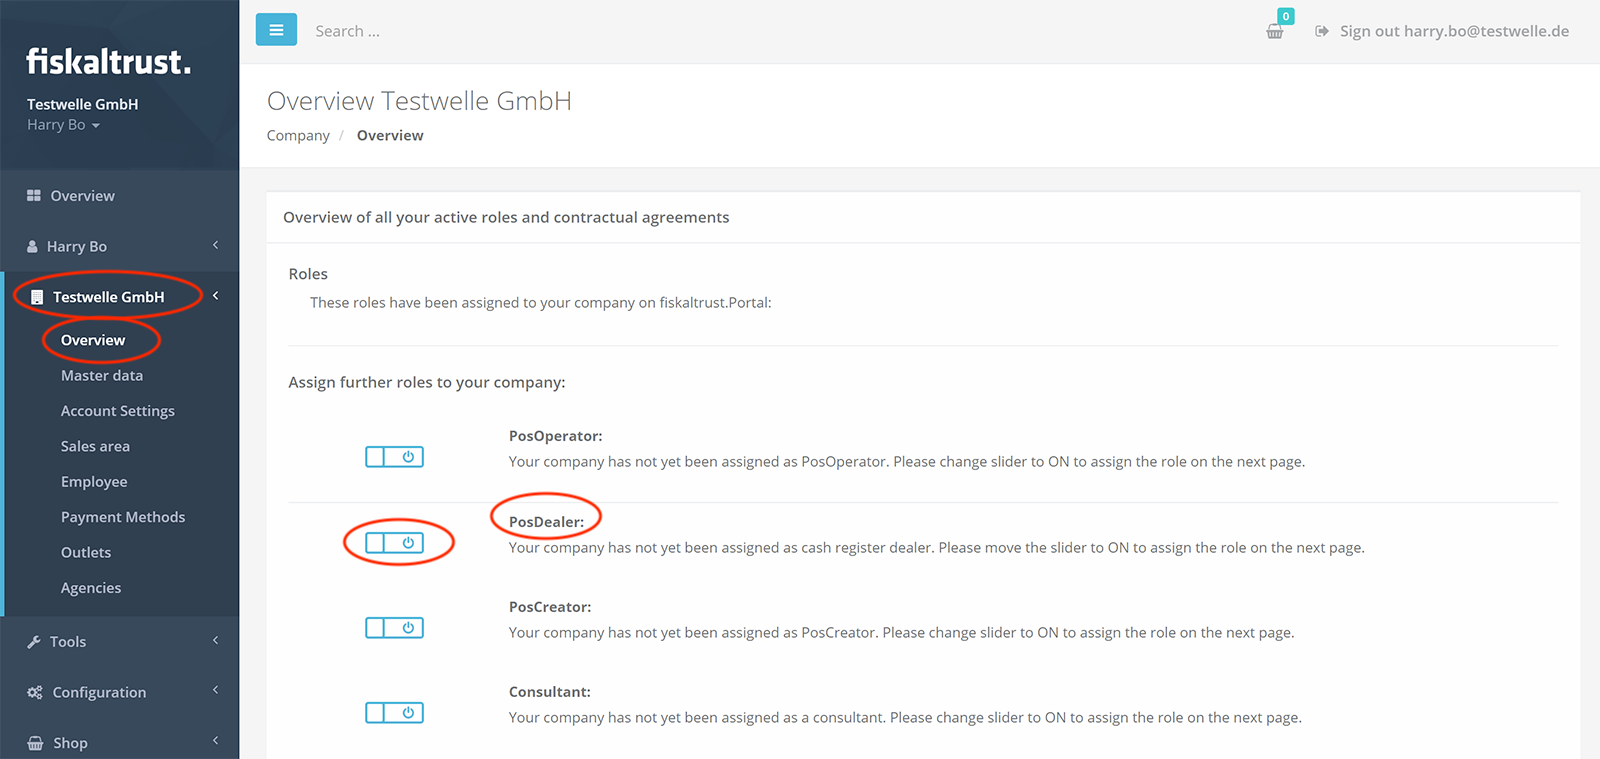 fiskaltrust.
Testwelle GmbH
Harry Bo
Overview
Harry Bo
Testwelle GmbH
Overview
Master data
Account Settings
Sales area
Employee
Payment Methods
Outlets
Agencies
Tools
Configuration
Shop
Search ...
0
Sign out harry.bo@testwelle.de
Overview Testwelle GmbH
Company / Overview
Overview of all your active roles and contractual agreements
Roles
These roles have been assigned to your company on fiskaltrust.Portal:
Assign further roles to your company:
PosOperator:
Your company has not yet been assigned as PosOperator. Please change slider to ON to assign the role on the next page.
PosDealer:
Your company has not yet been assigned as cash register dealer. Please move the slider to ON to assign the role on the next page.
PosCreator:
Your company has not yet been assigned as PosCreator. Please change slider to ON to assign the role on the next page.
Consultant:
Your company has not yet been assigned as a consultant. Please change slider to ON to assign the role on the next page.